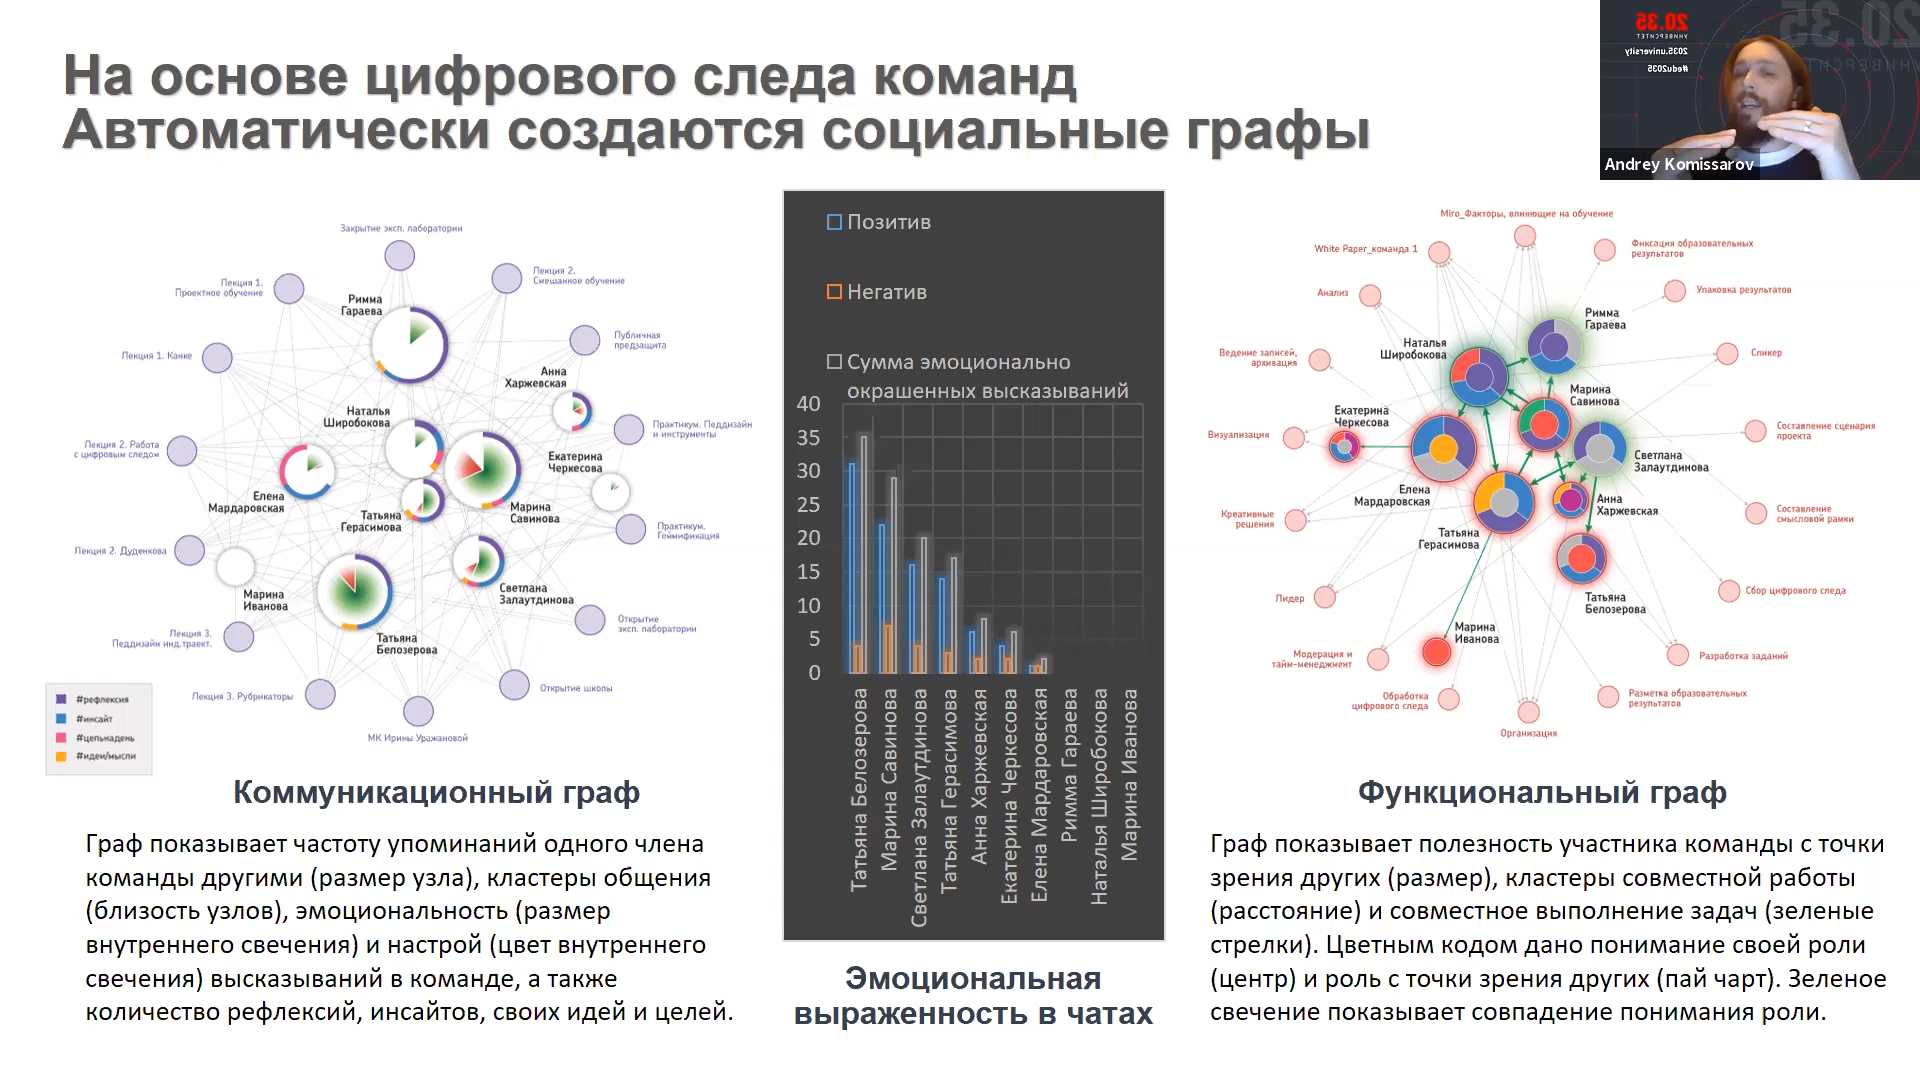 На основе цифрового следа команд
Автоматически создаются социальные графы
20.35
УНИВЕРСИТЕТ
2035.university
#edu2035
Andrey Komissarov
Закрытие эксп. лаборатории
Лекция 1.
Проектное обучение
Лекция 2.
Смешанное обучение
Римма
Гараева
Публичная
предзащита
Лекция 1. Канке
Анна
Харжевская
Наталья
Широбокова
Практикум. Педдизайн
и инструменты
Лекция 2. Работа
с цифровым следом
Екатерина
Черкесова
Елена
Мардаровская
Татьяна
Герасимова
Марина
Савинова
Практикум.
Геймификация
Лекция 2. Дуденкова
Марина
Иванова
Светлана
Залаутдинова
Лекция 3.
Педдизайн инд.траект.
Татьяна
Белозерова
Открытие
эксп. лаборатории
Лекция 3. Рубрикаторы
Открытие школы
МК Ирины Уражановой
#рефлексия
#инсайт
#цельнадень
#идеи/мысли
Коммуникационный граф
Граф показывает частоту упоминаний одного члена
команды другими (размер узла), кластеры общения
(близость узлов), эмоциональность (размер
внутреннего свечения) и настрой (цвет внутреннего
свечения) высказываний в команде, а также
количество рефлексий, инсайтов, своих идей и целей.
Позитив
Негатив
Сумма эмоционально
окрашенных высказываний
40
35
30
25
20
15
10
5
0
Татьяна Белозерова
Марина Савинова
Светлана Залаутдинова
Татьяна Герасимова
Анна Харжевская
Екатерина Черкесова
Елена Мардаровская
Римма Гараева
Наталья Широбокова
Марина Иванова
Эмоциональная
выраженность в чатах
Miro_Факторы, влияющие на обучение
White Paper_команда 1
Фиксация образовательных
результатов
Анализ
Упаковка результатов
Римма
Гараева
Наталья
Широбокова
Ведение записей,
архивация
Спикер
Марина
Савинова
Екатерина
Черкесова
Визуализация
Составление сценария
проекта
Светлана
Залаутдинова
Елена
Мардаровская
Анна
Харжевская
Креативные
решения
Составление
смысловой рамки
Татьяна
Герасимова
Лидер
Татьяна
Белозерова
Сбор цифрового следа
Марина
Иванова
Модерация и
тайм-менеджмент
Разработка заданий
Обработка
цифрового следа
Разметка образовательных
результатов
Организация
Функциональный граф
Граф показывает полезность участника команды с точки
зрения других (размер), кластеры совместной работы
(расстояние) и совместное выполнение задач (зеленые
стрелки). Цветным кодом дано понимание своей роли
(центр) и роль с точки зрения других (пай чарт). Зеленое
свечение показывает совпадение понимания роли.